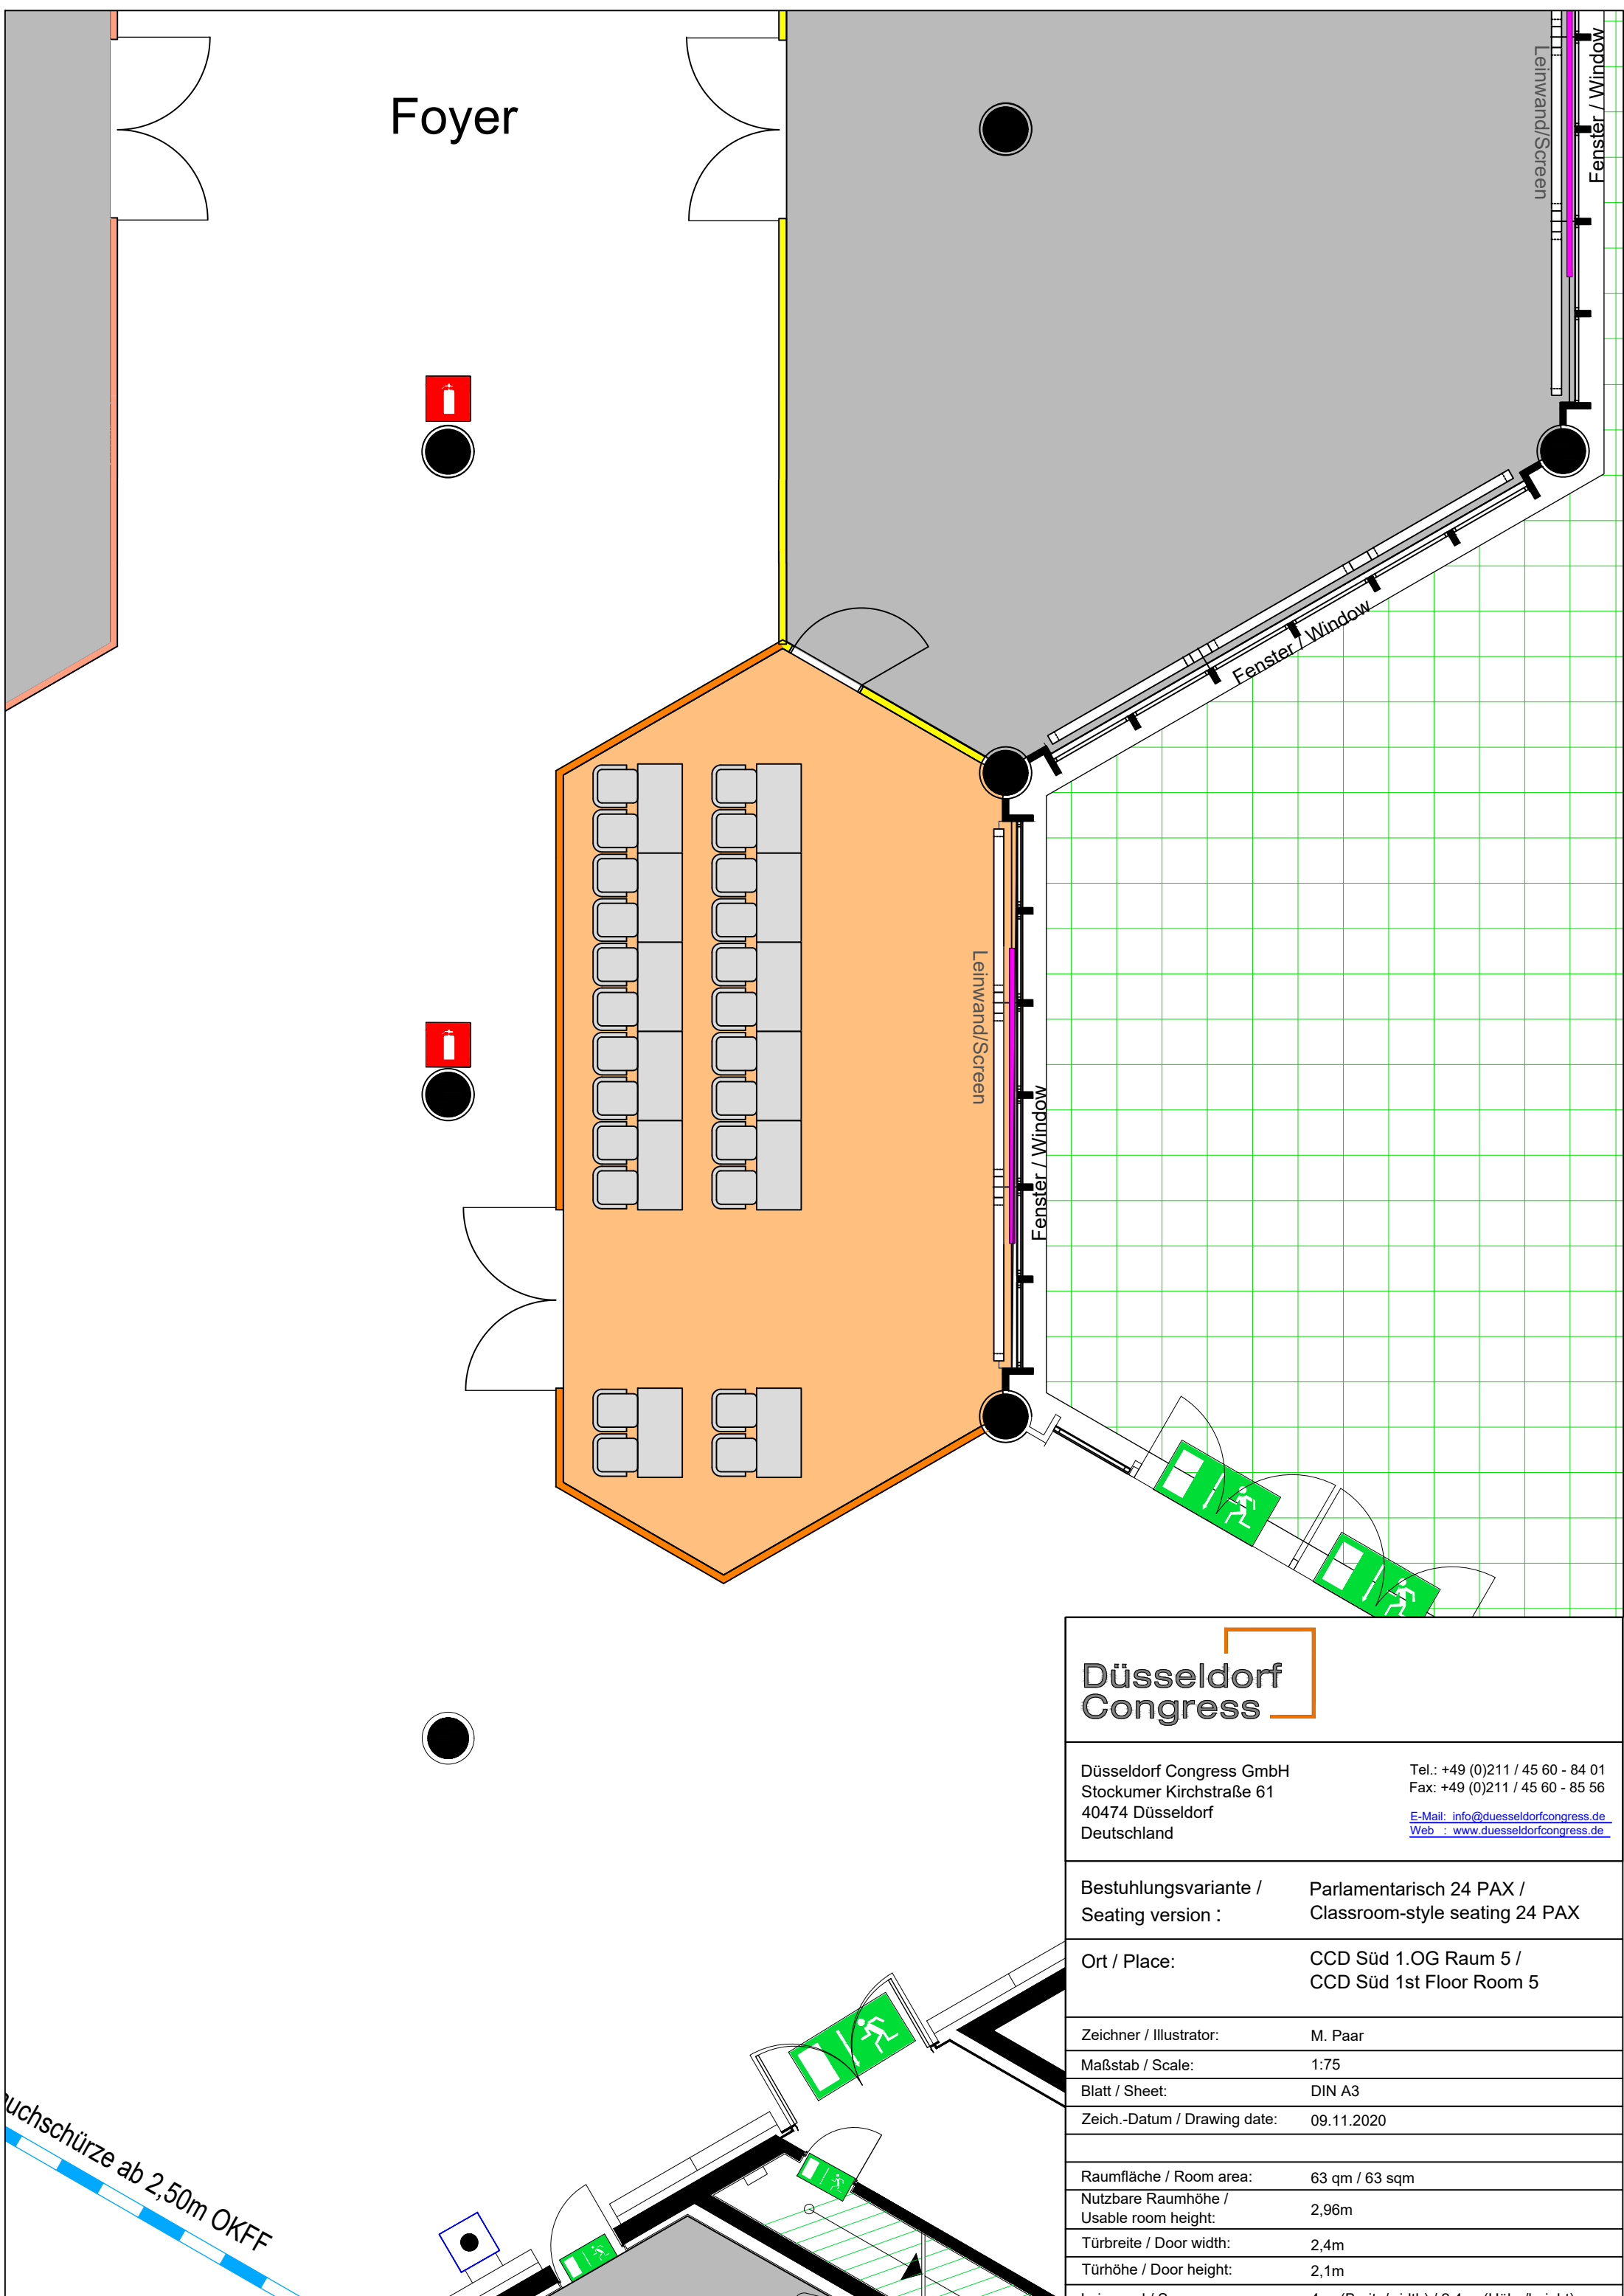 Foyer
Leinwand/Screen
Fenster / Window
Fenster / Window
Leinwand/Screen
Fenster / Window
Düsseldorf
Congress
Düsseldorf Congress GmbH
Stockumer Kirchstraße 61
40474 Düsseldorf
Deutschland
Tel.: +49 (0)211 / 45 60 - 84 01
Fax: +49 (0)211 / 45 60 - 85 56
E-Mail: info@duesseldorfcongress.de
Web : www.duesseldorfcongress.de
Bestuhlungsvariante / Parlamentarisch 24 PAX /
Seating version : Classroom-style seating 24 PAX
Ort / Place: CCD Süd 1.OG Raum 5 /
CCD Süd 1st Floor Room 5
Zeichner / Illustrator: M. Paar
Maßstab / Scale: 1:75
Blatt / Sheet: DIN A3
Zeich.-Datum / Drawing date: 09.11.2020
Raumfläche / Room area: 63 qm / 63 sqm
Nutzbare Raumhöhe /
Usable room height: 2,96m
Türbreite / Door width: 2,4m
Türhöhe / Door height: 2,1m
uchschürze ab 2,50m OKFF